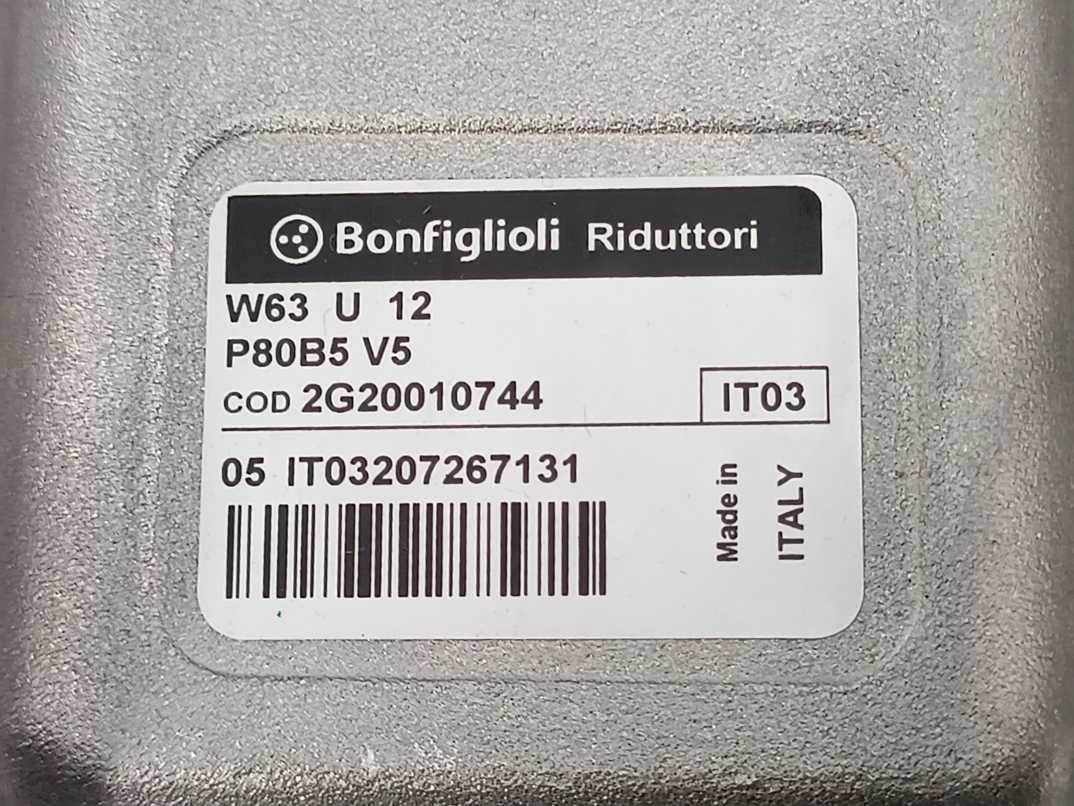 Bonfiglioli Riduttori
W63 U 12
P80B5 V5
COD 2G20010744
IT03
05 IT03207267131
Made in
ITALY